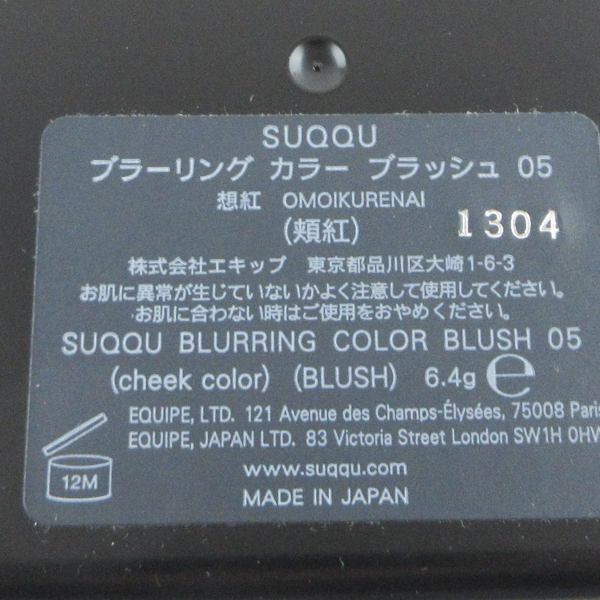 SUQQU
ブラーリング カラー ブラッシュ 05
想紅 OMOIKURENAI
(頬紅)
1304
株式会社エキップ 東京都品川区大崎1-6-3
お肌に異常が生じていないかよく注意して使用してください。
お肌に合わない時はご使用をおやめください。
SUQQU BLURRING COLOR BLUSH 05
(cheek color) (BLUSH) 6.4g ℮
EQUIPE, LTD. 121 Avenue des Champs-Élysées, 75008 Paris
EQUIPE, JAPAN LTD. 83 Victoria Street London SW1H 0HW
12M
www.suqqu.com
MADE IN JAPAN